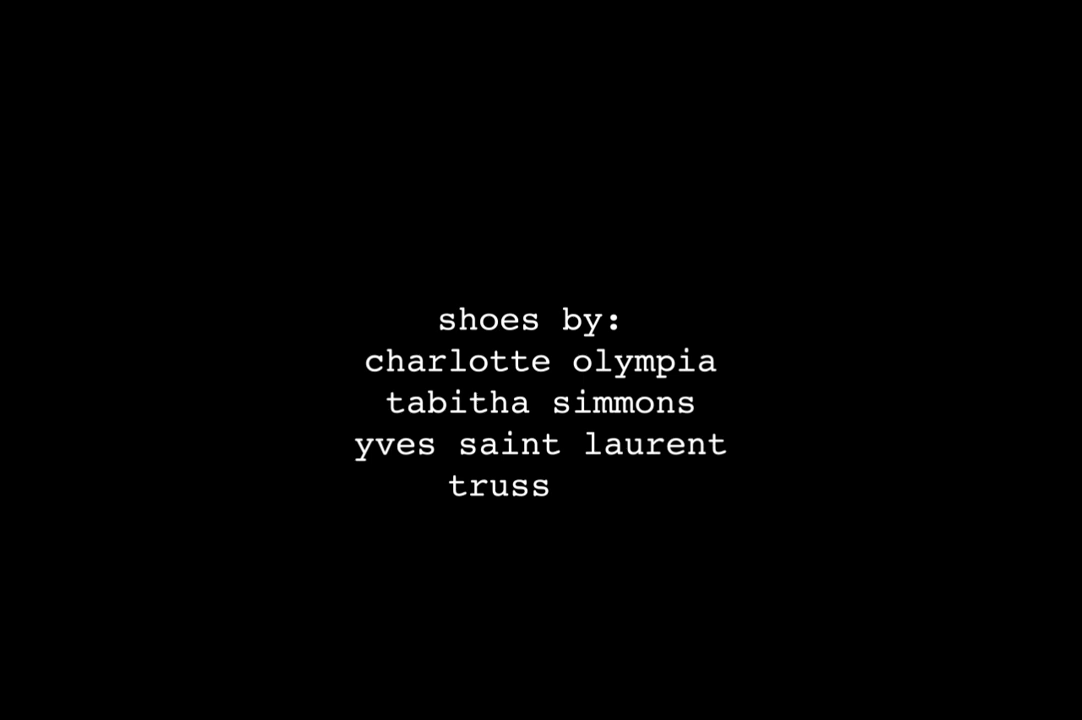 shoes by:
charlotte olympia
tabitha simmons
yves saint laurent
truss